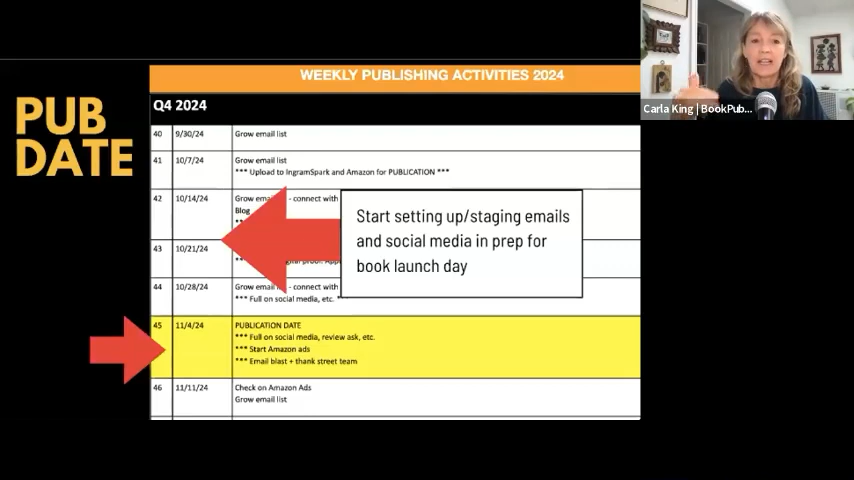 Carla King | BookPub...
PUB
DATE
WEEKLY PUBLISHING ACTIVITIES 2024
Q4 2024
40 9/30/24 Grow email list
41 10/7/24 Grow email list
*** Upload to IngramSpark and Amazon for PUBLICATION ***
42 10/14/24 Grow - connect with
Blog
43 10/21/24
44 10/28/24 Grow - connect with
*** Full on social media, etc.
45 11/4/24 PUBLICATION DATE
*** Full on social media, review ask, etc.
*** Start Amazon ads
*** Email blast + thank street team
46 11/11/24 Check on Amazon Ads
Grow email list
Start setting up/staging emails
and social media in prep for
book launch day